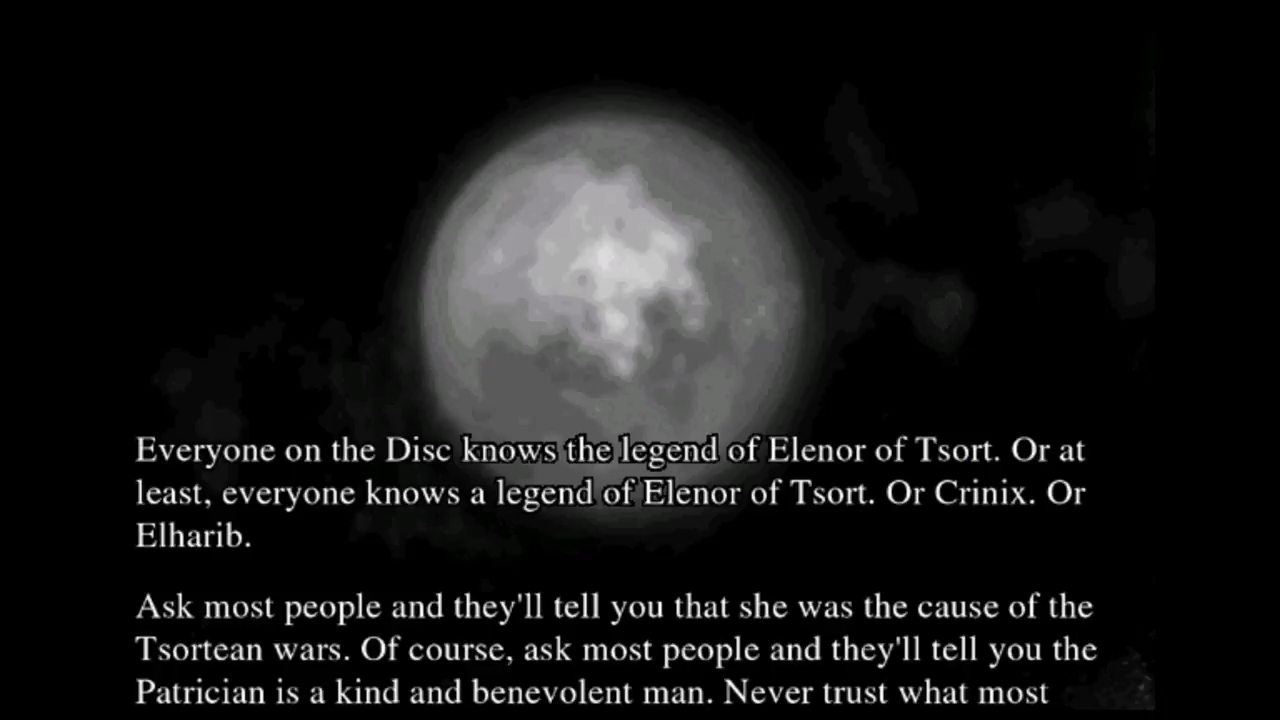 Everyone on the Disc knows the legend of Elenor of Tsort. Or at
least, everyone knows a legend of Elenor of Tsort. Or Crinix. Or
Elharib.
Ask most people and they'll tell you that she was the cause of the
Tsortean wars. Of course, ask most people and they'll tell you the
Patrician is a kind and benevolent man. Never trust what most